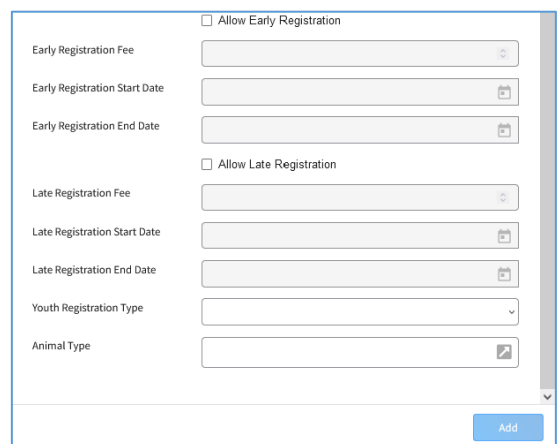 Allow Early Registration
Early Registration Fee
Early Registration Start Date
Early Registration End Date
Allow Late Registration
Late Registration Fee
Late Registration Start Date
Late Registration End Date
Youth Registration Type
Animal Type
Add